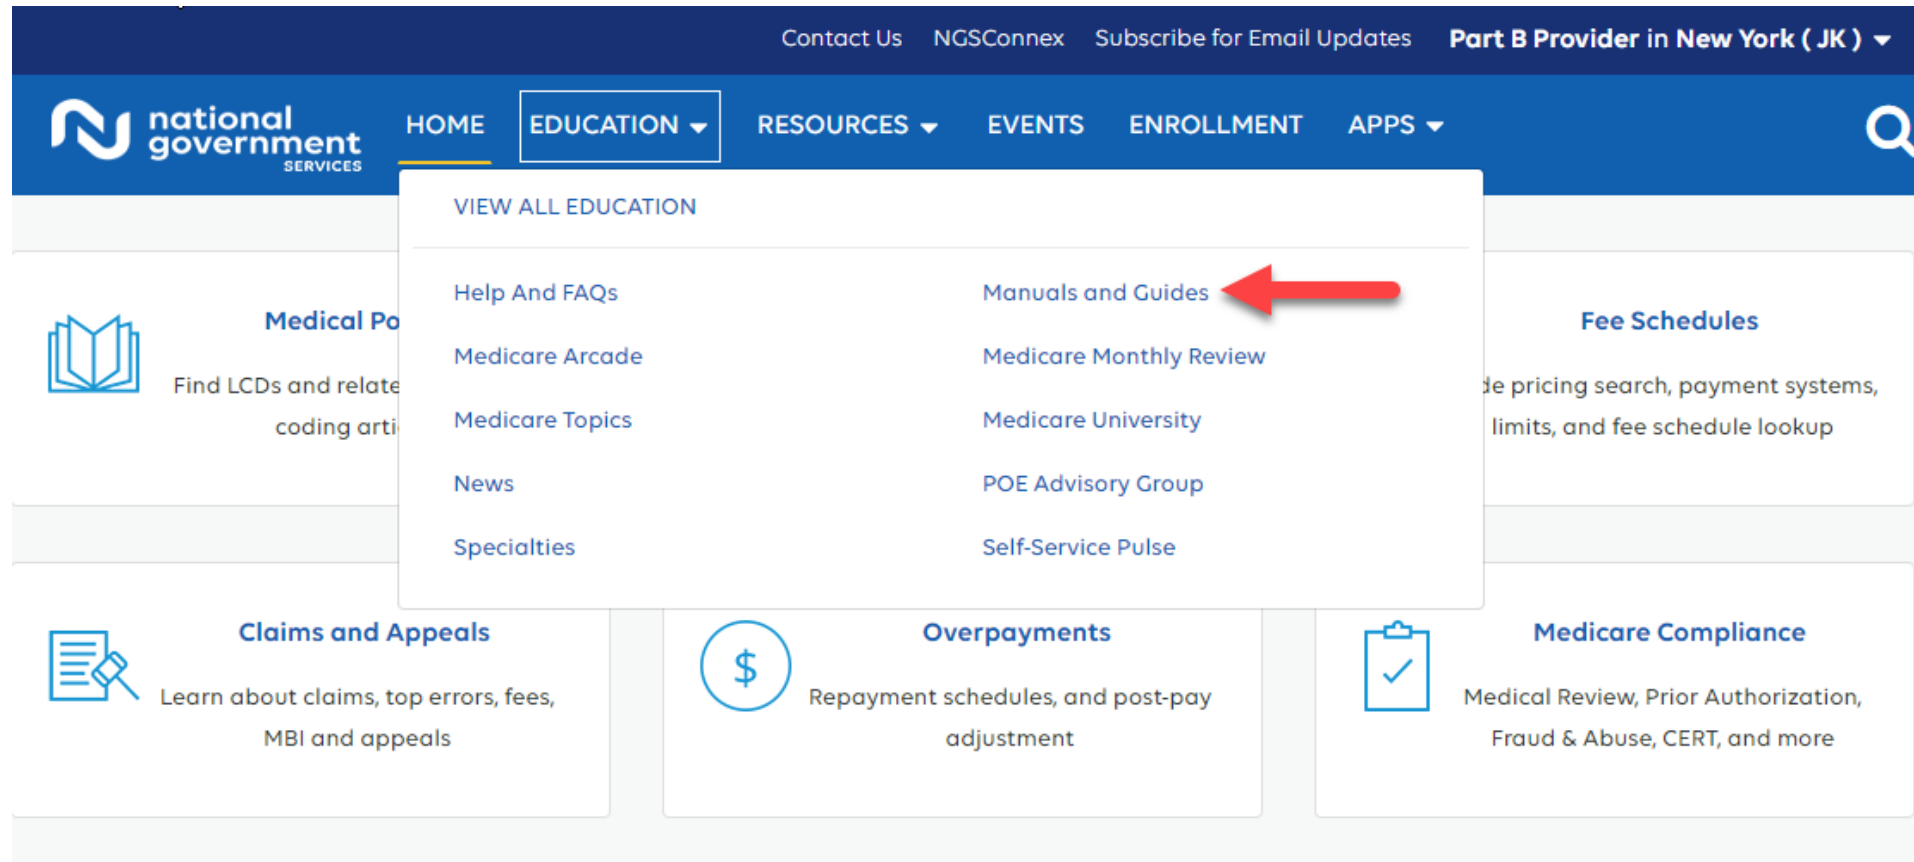 Contact Us NGSConnex Subscribe for Email Updates Part B Provider in New York ( JK )
national
government
SERVICES
HOME EDUCATION RESOURCES EVENTS ENROLLMENT APPS
VIEW ALL EDUCATION
Help And FAQs
Medicare Arcade
Medicare Topics
News
Specialties
Manuals and Guides
Medicare Monthly Review
Medicare University
POE Advisory Group
Self-Service Pulse
Medical
Find LCDs and
coding
Fee Schedules
pricing search, payment systems,
limits, and fee schedule lookup
Claims and Appeals
Learn about claims, top errors, fees,
MBI and appeals
$
Overpayments
Repayment schedules, and post-pay
adjustment
Medicare Compliance
Medical Review, Prior Authorization,
Fraud & Abuse, CERT, and more